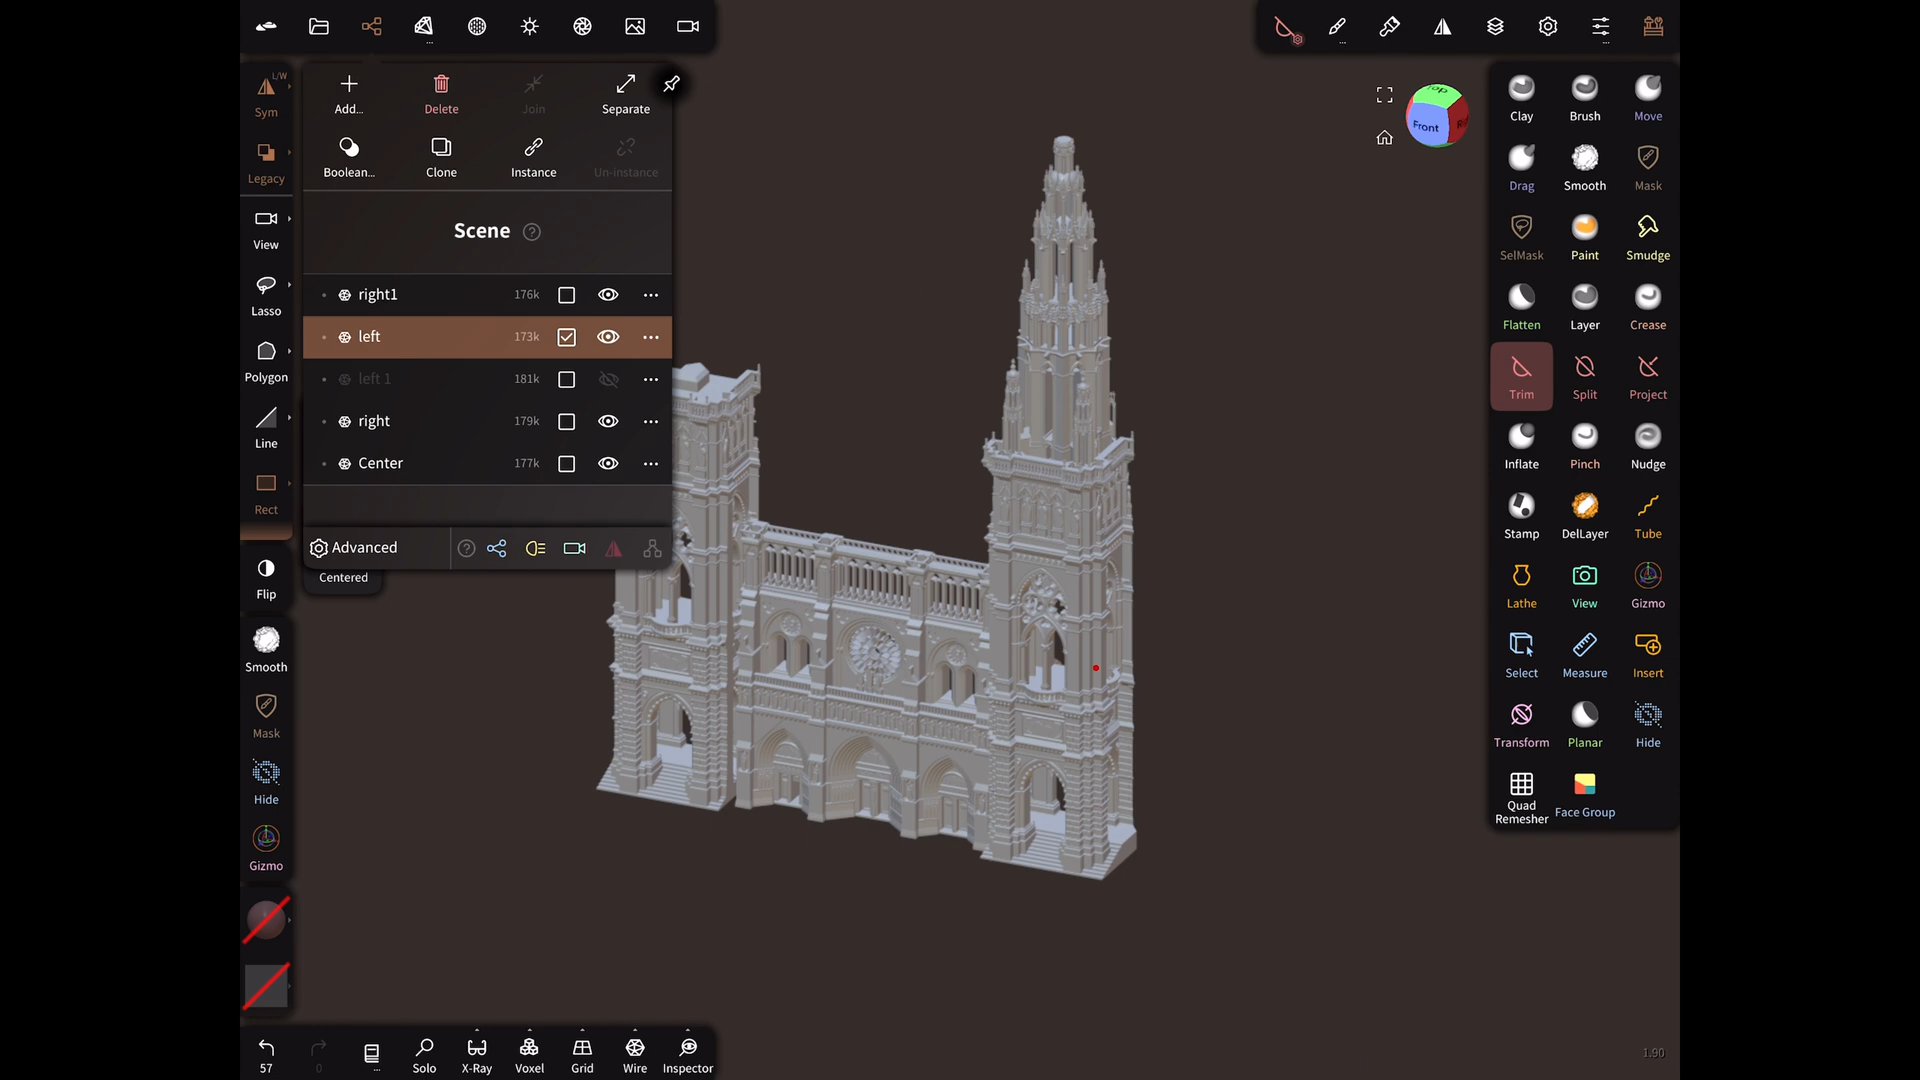 L/W
Sym
Legacy
View
Lasso
Polygon
Line
Rect
Flip
Smooth
Mask
Hide
Gizmo
Add...
Delete
Join
Separate
Boolean...
Clone
Instance
Un-instance
Scene ?
right1 176k
left 173k
left 1 181k
right 179k
Center 177k
Advanced ?
Centered
Top
Front
Clay Brush Move
Drag Smooth Mask
SelMask Paint Smudge
Flatten Layer Crease
Trim Split Project
Inflate Pinch Nudge
Stamp DelLayer Tube
Lathe View Gizmo
Select Measure Insert
Transform Planar Hide
Quad
Remesher Face Group
57 0 Solo X-Ray Voxel Grid Wire Inspector
1.90